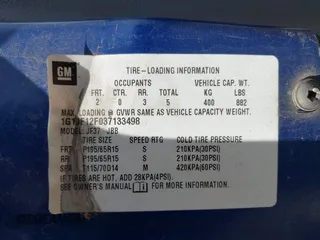 GM
TIRE-LOADING INFORMATION
OCCUPANTS VEHICLE CAP. WT.
FRT. CTR. RR. TOTAL KG LBS
2 0 3 5 400 882
MAX. LOADING @ GVWR SAME AS VEHICLE CAPACITY WEIGHT.
MODEL: JF37 JBB
TIRE SIZE SPEED RTG COLD TIRE PRESSURE
FRT P195/65R15 S 210KPA(30PSI)
RR P195/65R15 S 210KPA(30PSI)
SPA T115/70D14 M 420KPA(60PSI)
IF TIRES ARE HOT, ADD 28KPA(4PSI).
SEE OWNER'S MANUAL FOR ADDITIONAL INFORMATION